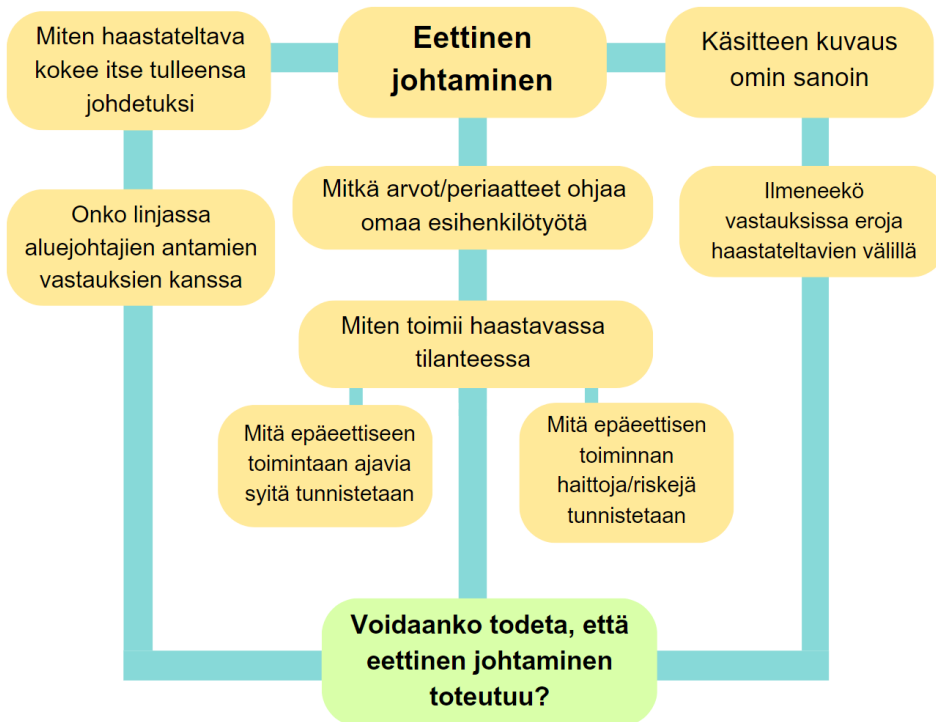 Miten haastateltava
kokee itse tulleensa
johdetuksi
Eettinen
johtaminen
Käsitteen kuvaus
omin sanoin
Onko linjassa
aluejohtajien antamien
vastauksien kanssa
Mitkä arvot/periaatteet ohjaa
omaa esihenkilötyötä
Ilmeneekö
vastauksissa eroja
haastateltavien välillä
Miten toimii haastavassa
tilanteessa
Mitä epäeettiseen
toimintaan ajavia
syitä tunnistetaan
Mitä epäeettisen
toiminnan
haittoja/riskejä
tunnistetaan
Voidaanko todeta, että
eettinen johtaminen
toteutuu?